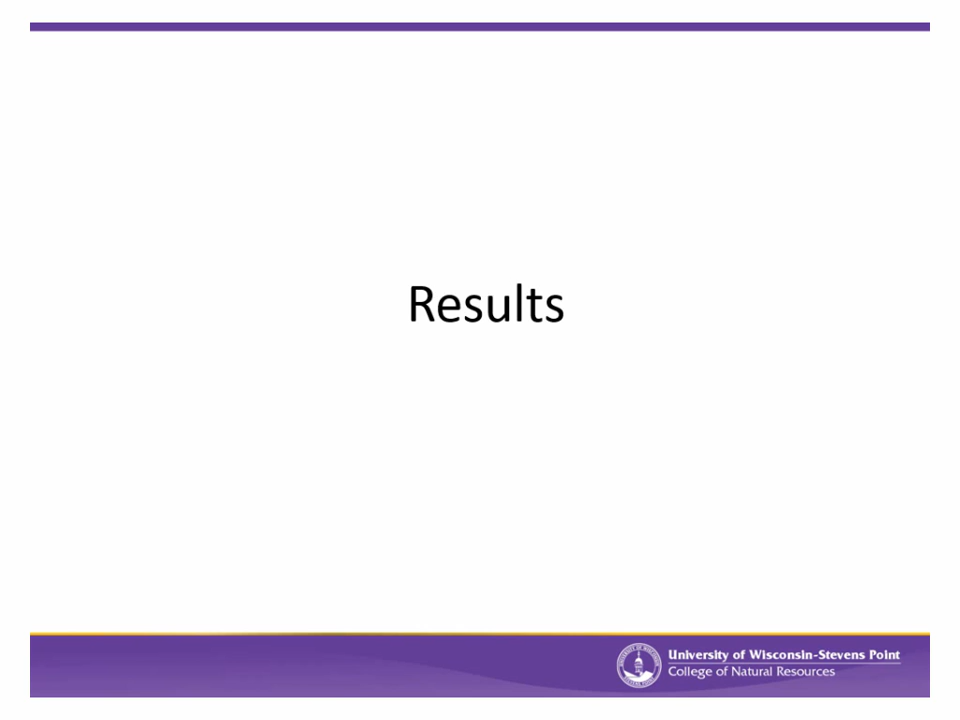 Results
University of Wisconsin-Stevens Point
College of Natural Resources